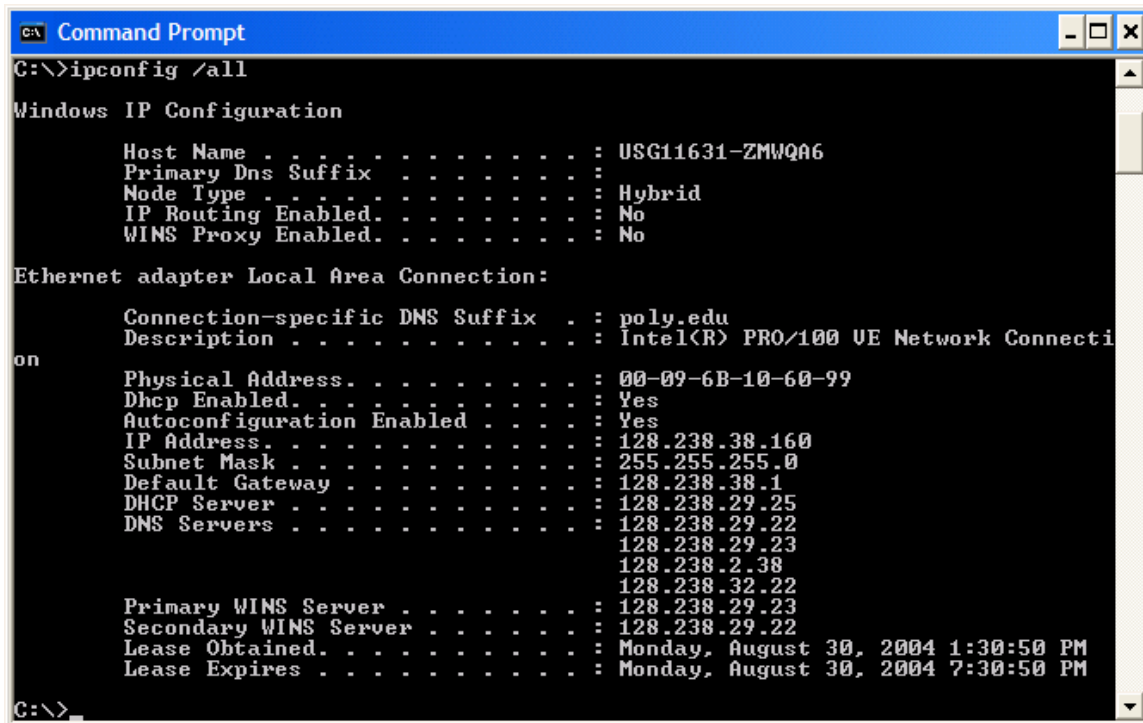 Command Prompt
C:\>ipconfig /all
Windows IP Configuration
Host Name . . . . . . . . . . . . : USG11631-ZMWQA6
Primary Dns Suffix  . . . . . . . :
Node Type . . . . . . . . . . . . : Hybrid
IP Routing Enabled. . . . . . . . : No
WINS Proxy Enabled. . . . . . . . : No
Ethernet adapter Local Area Connection:
Connection-specific DNS Suffix  . : poly.edu
Description . . . . . . . . . . . : Intel(R) PRO/100 VE Network Connecti
on
Physical Address. . . . . . . . . : 00-09-6B-10-60-99
Dhcp Enabled. . . . . . . . . . . : Yes
Autoconfiguration Enabled . . . . : Yes
IP Address. . . . . . . . . . . . : 128.238.38.160
Subnet Mask . . . . . . . . . . . : 255.255.255.0
Default Gateway . . . . . . . . . : 128.238.38.1
DHCP Server . . . . . . . . . . . : 128.238.29.25
DNS Servers . . . . . . . . . . . : 128.238.29.22
128.238.29.23
128.238.2.38
128.238.32.22
Primary WINS Server . . . . . . . : 128.238.29.23
Secondary WINS Server . . . . . . : 128.238.29.22
Lease Obtained. . . . . . . . . . : Monday, August 30, 2004 1:30:50 PM
Lease Expires . . . . . . . . . . : Monday, August 30, 2004 7:30:50 PM
C:\>_